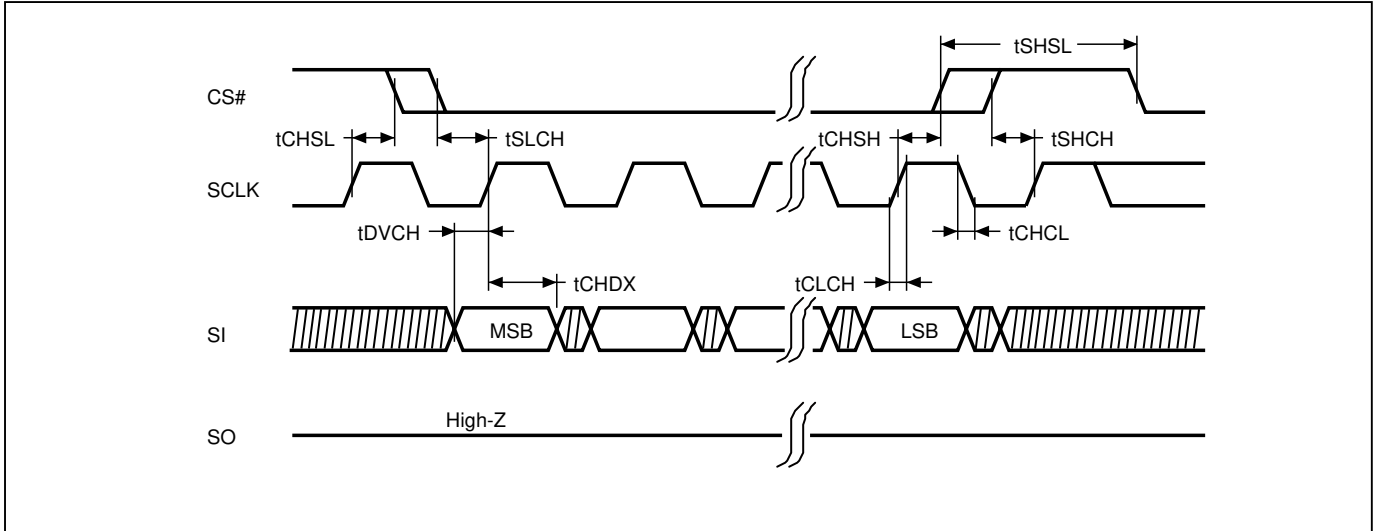 tSHSL
CS#
tCHSL
tSLCH
tCHSH
tSHCH
SCLK
tDVCH
tCHCL
tCHDX
tCLCH
SI
MSB
LSB
High-Z
SO